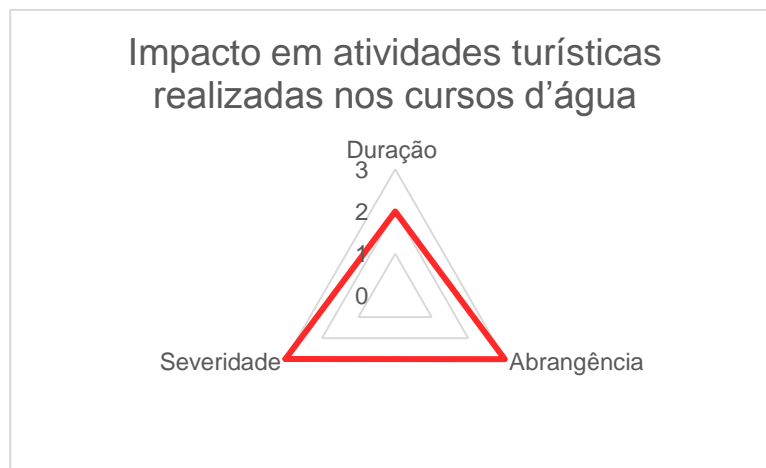 Impacto em atividades turísticas
realizadas nos cursos d’água
Duração
3
2
1
0
Severidade
Abrangência